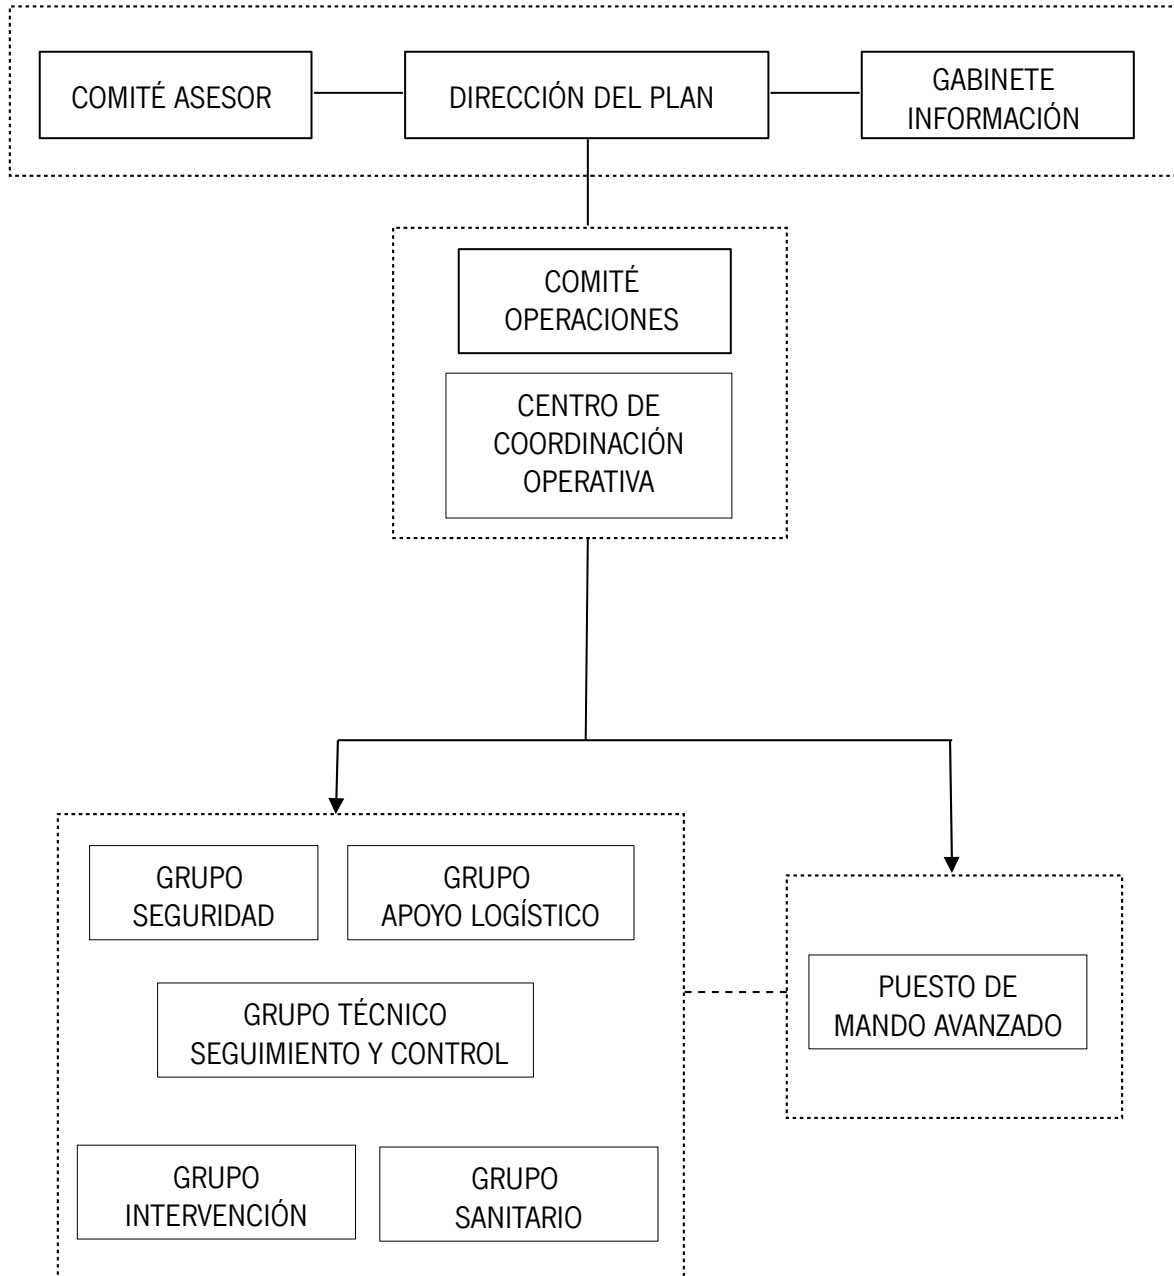 COMITÉ ASESOR
DIRECCIÓN DEL PLAN
GABINETE
INFORMACIÓN
COMITÉ
OPERACIONES
CENTRO DE
COORDINACIÓN
OPERATIVA
GRUPO
SEGURIDAD
GRUPO
APOYO LOGÍSTICO
GRUPO TÉCNICO
SEGUIMIENTO Y CONTROL
PUESTO DE
MANDO AVANZADO
GRUPO
INTERVENCIÓN
GRUPO
SANITARIO